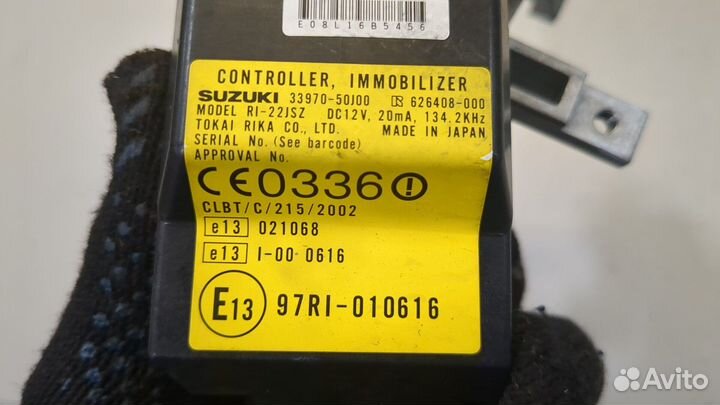 E08L16B5456
CONTROLLER, IMMOBILIZER
SUZUKI 33970-50J00 R 626408-000
MODEL RI-22JSZ DC12V, 20mA, 134.2KHz
TOKAI RIKA CO., LTD. MADE IN JAPAN
SERIAL No. (See barcode)
APPROVAL No.
CE0336
CLBT/C/215/2002
e13 021068
e13 I-00 0616
E13 97RI-010616
Avito